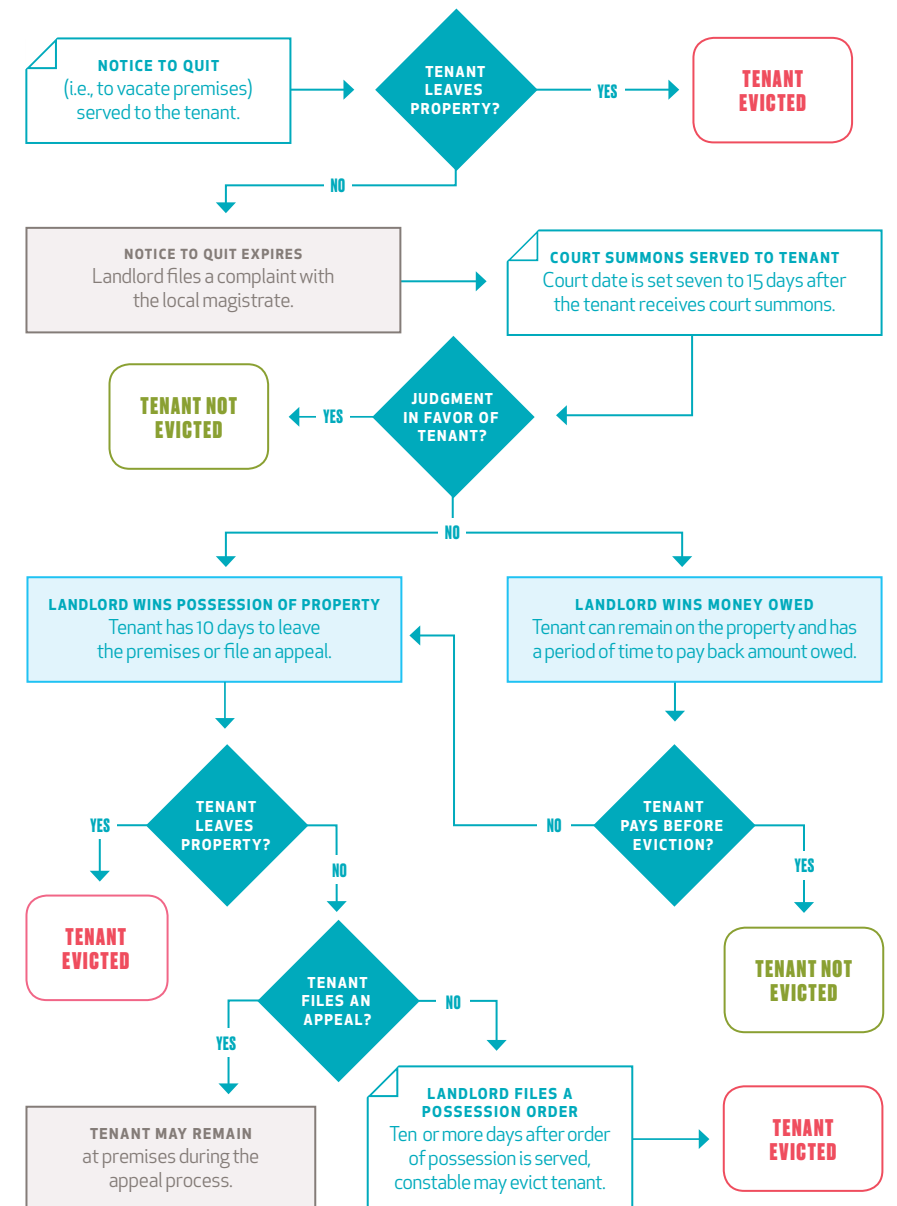 NOTICE TO QUIT
(i.e., to vacate premises)
served to the tenant.
TENANT
LEAVES
PROPERTY?
YES
TENANT
EVICTED
NO
NOTICE TO QUIT EXPIRES
Landlord files a complaint with
the local magistrate.
COURT SUMMONS SERVED TO TENANT
Court date is set seven to 15 days after
the tenant receives court summons.
JUDGMENT
IN FAVOR OF
TENANT?
YES
TENANT NOT
EVICTED
NO
LANDLORD WINS POSSESSION OF PROPERTY
Tenant has 10 days to leave
the premises or file an appeal.
LANDLORD WINS MONEY OWED
Tenant can remain on the property and has
a period of time to pay back amount owed.
TENANT
LEAVES
PROPERTY?
YES
NO
TENANT
PAYS BEFORE
EVICTION?
NO
YES
TENANT
EVICTED
TENANT NOT
EVICTED
TENANT
FILES AN
APPEAL?
YES
NO
TENANT MAY REMAIN
at premises during the
appeal process.
LANDLORD FILES A
POSSESSION ORDER
Ten or more days after order
of possession is served,
constable may evict tenant.
TENANT
EVICTED